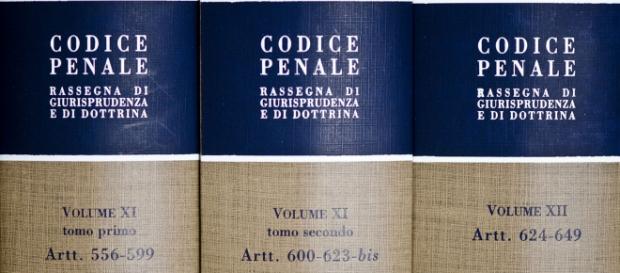 CODICE
PENALE
RASSEGNA DI
GIURISPRUDENZA
E DI DOTTRINA
VOLUME XI
tomo primo
Artt. 556-599
CODICE
PENALE
RASSEGNA DI
GIURISPRUDENZA
E DI DOTTRINA
VOLUME XI
tomo secondo
Artt. 600-623-bis
CODICE
PENALE
RASSEGNA DI
GIURISPRUDENZA
E DI DOTTRINA
VOLUME XII
Artt. 624-649